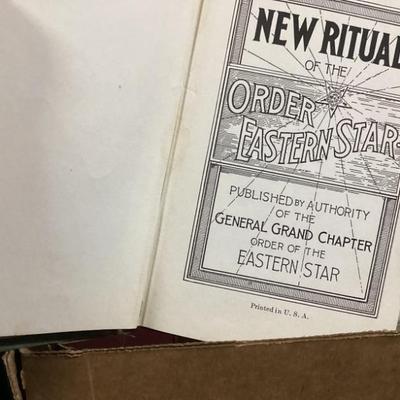 NEW RITUAL
OF THE
ORDER
EASTERN STAR
PUBLISHED BY AUTHORITY
OF THE
GENERAL GRAND CHAPTER
ORDER OF THE
EASTERN STAR
Printed in U. S. A.